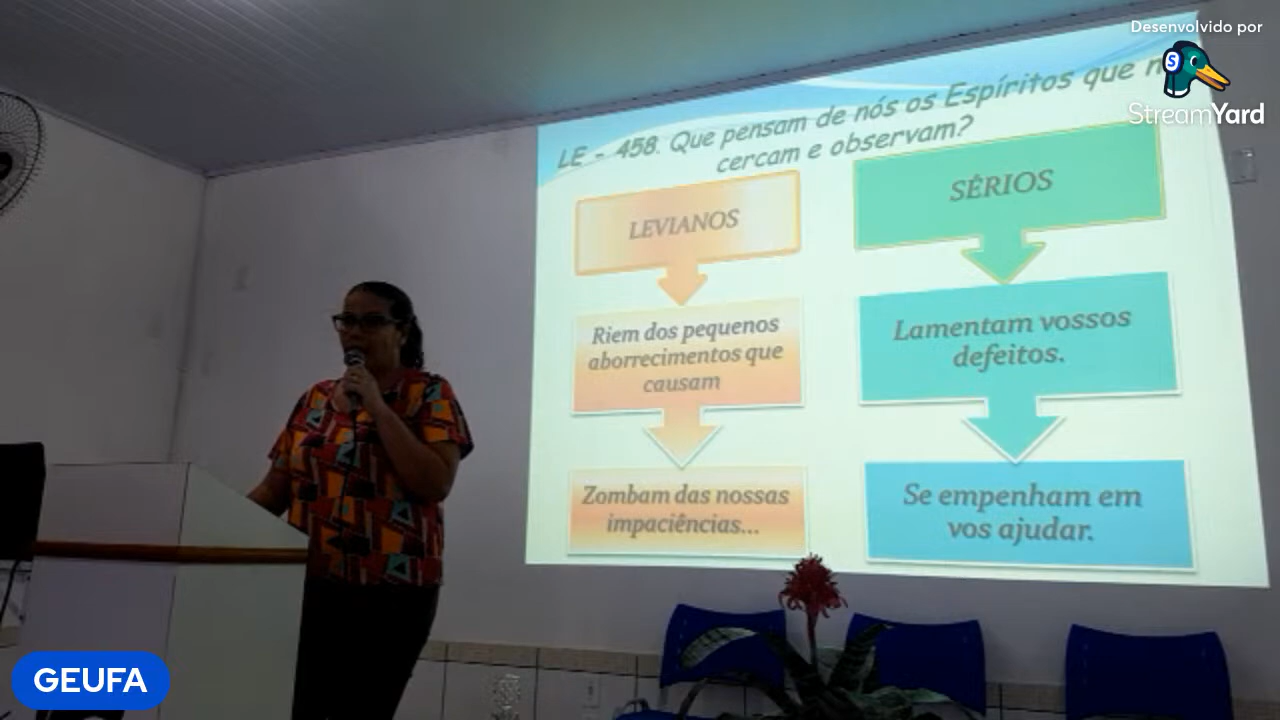 Desenvolvido por
StreamYard
LE - 458. Que pensam de nós os Espíritos que
cercam e observam?
LEVIANOS
Riem dos pequenos
aborrecimentos que
causam
Zombam das nossas
impaciências...
SÉRIOS
Lamentam vossos
defeitos.
Se empenham em
vos ajudar.
GEUFA